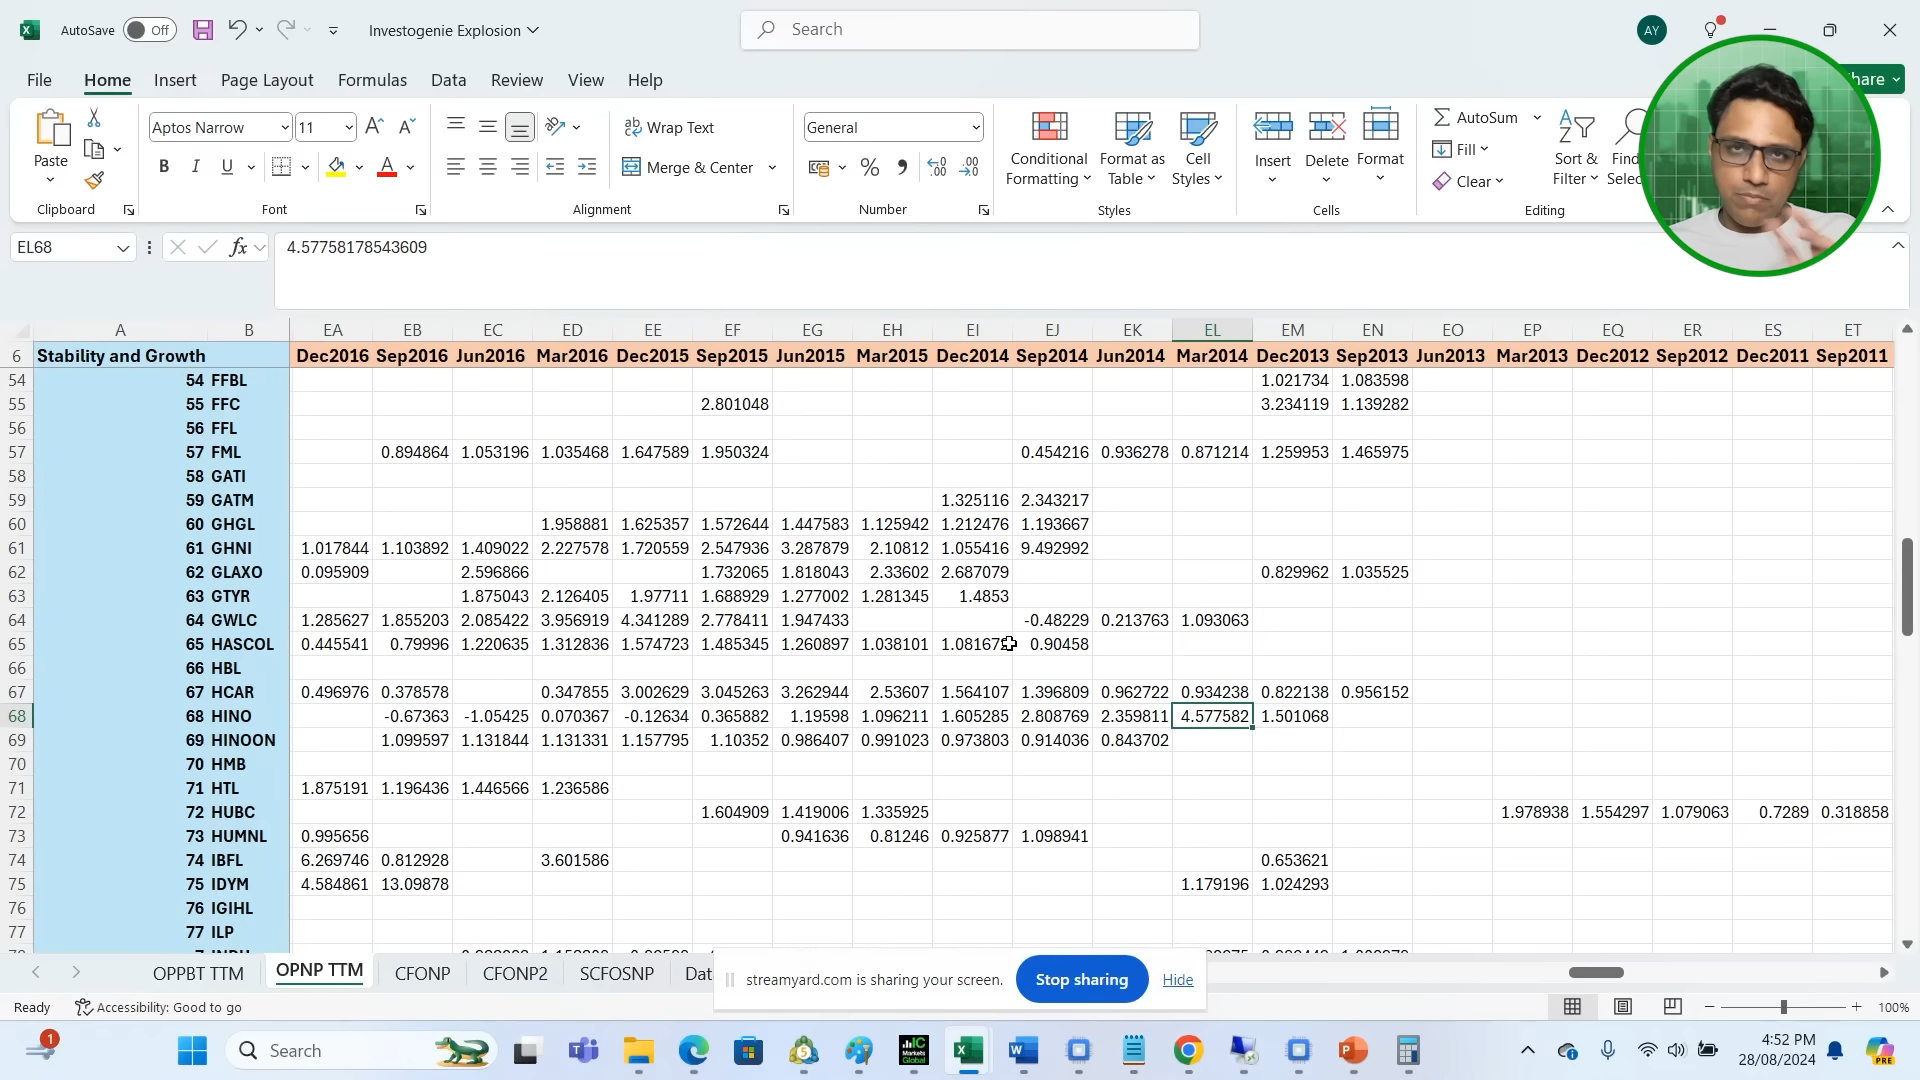 AutoSave Off Investogenie Explosion Search AY
File Home Insert Page Layout Formulas Data Review View Help
Paste Aptos Narrow 11 Wrap Text General Conditional Formatting Format as Table Cell Styles Insert Delete Format AutoSum Sort & Filter
B I U Merge & Center % Fill
Clear
Clipboard Font Alignment Number Styles Cells Editing
EL68 fx 4.57758178543609
A B EA EB EC ED EE EF EG EH EI EJ EK EL EM EN EO EP EQ ER ES ET
6 Stability and Growth Dec2016 Sep2016 Jun2016 Mar2016 Dec2015 Sep2015 Jun2015 Mar2015 Dec2014 Sep2014 Jun2014 Mar2014 Dec2013 Sep2013 Jun2013 Mar2013 Dec2012 Sep2012 Dec2011 Sep2011
54 54 FFBL 1.021734 1.083598
55 55 FFC 2.801048 3.234119 1.139282
56 56 FFL
57 57 FML 0.894864 1.053196 1.035468 1.647589 1.950324 0.454216 0.936278 0.871214 1.259953 1.465975
58 58 GATI
59 59 GATM 1.325116 2.343217
60 60 GHGL 1.958881 1.625357 1.572644 1.447583 1.125942 1.212476 1.193667
61 61 GHNI 1.017844 1.103892 1.409022 2.227578 1.720559 2.547936 3.287879 2.10812 1.055416 9.492992
62 62 GLAXO 0.095909 2.596866 1.732065 1.818043 2.33602 2.687079 0.829962 1.035525
63 63 GTYR 1.875043 2.126405 1.97711 1.688929 1.277002 1.281345 1.4853
64 64 GWLC 1.285627 1.855203 2.085422 3.956919 4.341289 2.778411 1.947433 -0.48229 0.213763 1.093063
65 65 HASCOL 0.445541 0.79996 1.220635 1.312836 1.574723 1.485345 1.260897 1.038101 0.90458
66 66 HBL
67 67 HCAR 0.496976 0.378578 0.347855 3.002629 3.045263 3.262944 2.53607 1.564107 1.396809 0.962722 0.934238 0.822138 0.956152
68 68 HINO -0.67363 -1.05425 0.070367 -0.12634 0.365882 1.19598 1.096211 1.605285 2.808769 2.359811 4.577582 1.501068
69 69 HINOON 1.099597 1.131844 1.131331 1.157795 1.10352 0.986407 0.991023 0.973803 0.914036 0.843702
70 70 HMB
71 71 HTL 1.875191 1.196436 1.446566 1.236586
72 72 HUBC 1.604909 1.419006 1.335925 1.978938 1.554297 1.079063 0.7289 0.318858
73 73 HUMNL 0.995656 0.941636 0.81246 0.925877 1.098941
74 74 IBFL 6.269746 0.812928 3.601586 0.653621
75 75 IDYM 4.584861 13.09878 1.179196 1.024293
76 76 IGIHL
77 77 ILP
OPPBT TTM OPNP TTM CFONP CFONP2 SCFOSNP streamyard.com is sharing your screen. Stop sharing Hide
Ready Accessibility: Good to go 100%
1 Search 4:52 PM
28/08/2024